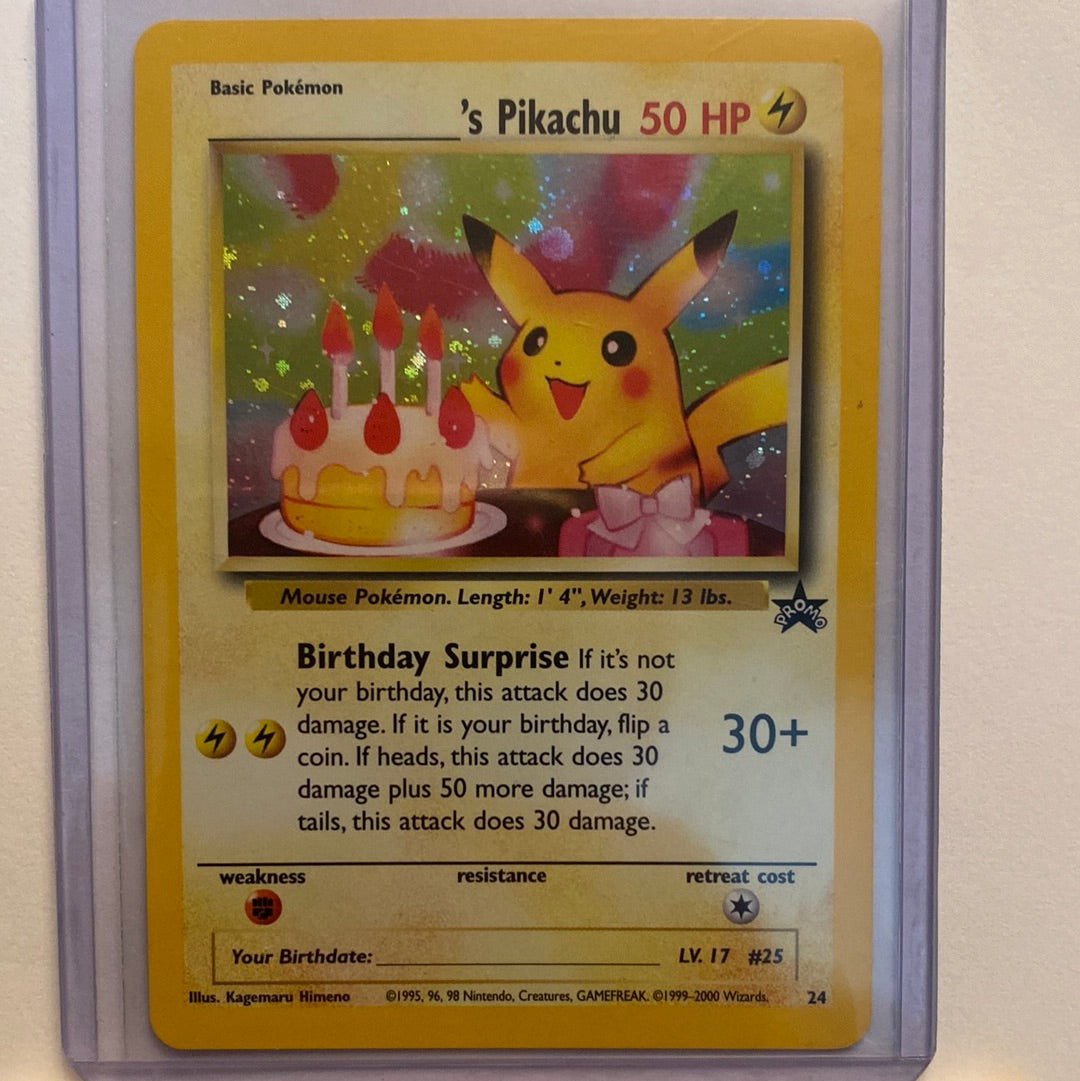 Basic Pokémon
______________'s Pikachu 50 HP
Mouse Pokémon. Length: 1' 4", Weight: 13 lbs.
PROMO
Birthday Surprise If it's not
your birthday, this attack does 30
damage. If it is your birthday, flip a
coin. If heads, this attack does 30
damage plus 50 more damage; if
tails, this attack does 30 damage.
30+
weakness resistance retreat cost
Your Birthdate: ______________ LV. 17 #25
Illus. Kagemaru Himeno ©1995, 96, 98 Nintendo, Creatures, GAMEFREAK. ©1999-2000 Wizards. 24